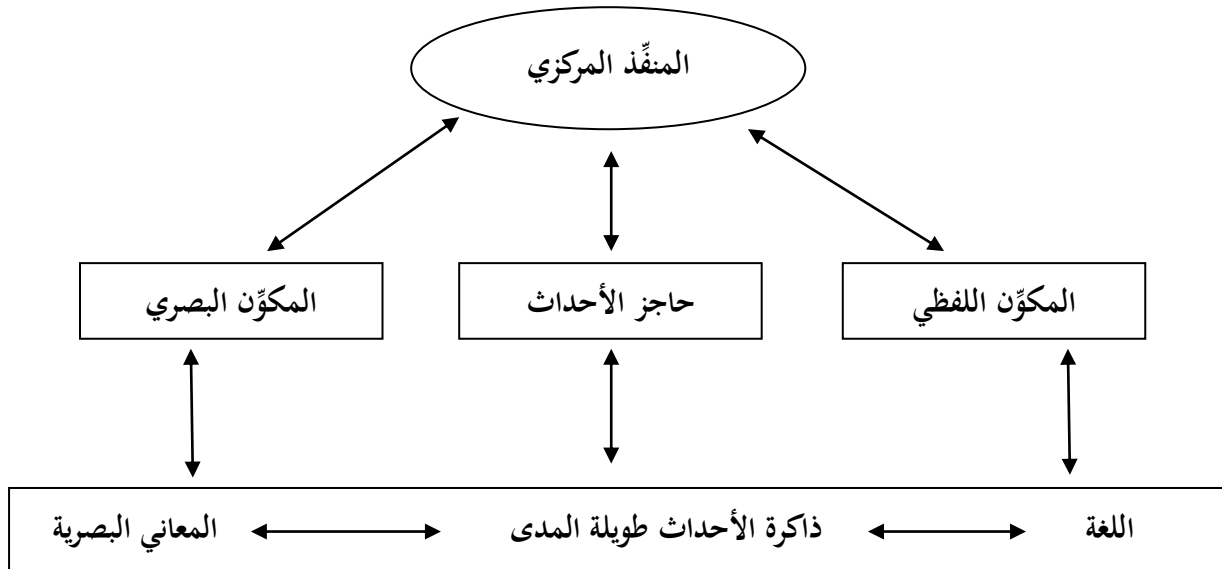 المنفِّذ المركزي
المكوِّن اللفظي
حاجز الأحداث
المكوِّن البصري
اللغة
ذاكرة الأحداث طويلة المدى
المعاني البصرية